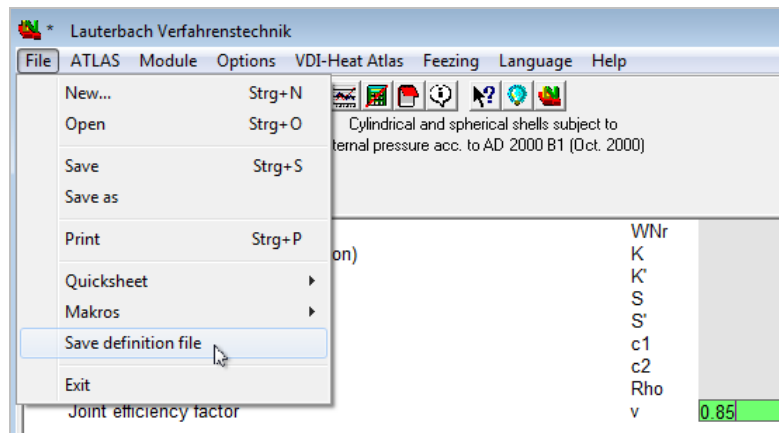 * Lauterbach Verfahrenstechnik
File ATLAS Module Options VDI-Heat Atlas Feezing Language Help
New... Strg+N
Open Strg+O
Save Strg+S
Save as
Print Strg+P
Quicksheet
Makros
Save definition file
Exit
Cylindrical and spherical shells subject to
ternal pressure acc. to AD 2000 B1 (Oct. 2000)
WNr
on) K
K'
S
S'
c1
c2
Rho
Joint efficiency factor v 0.85